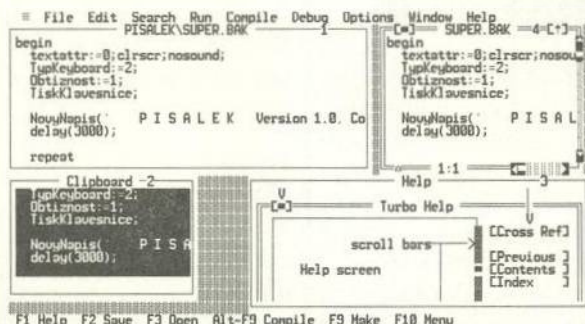 ≡ File Edit Search Run Compile Debug Options Window Help
PISALEK\SUPER.BAK 1
begin
textattr:=0;clrscr;nosound;
TypKeyboard:=2;
Obtiznost:=1;
TiskKlavesnice;
NovyNapis(' P I S A L E K Version 1.0, Co
delay(3000);
repeat
[■] SUPER.BAK 4=[↑]
begin
textattr:=0;clrscr;nosou
TypKeyboard:=2;
Obtiznost:=1;
TiskKlavesnice;
NovyNapis(' P I S A L
delay(3000);
1:1
Clipboard 2
TypKeyboard:=2;
Obtiznost:=1;
TiskKlavesnice;
NovyNapis( P I S A
delay(3000);
Help 3
[■] Turbo Help
scroll bars
Help screen
[Cross Ref]
[Previous ]
[Contents ]
[Index ]
F1 Help F2 Save F3 Open Alt-F9 Compile F9 Make F10 Menu